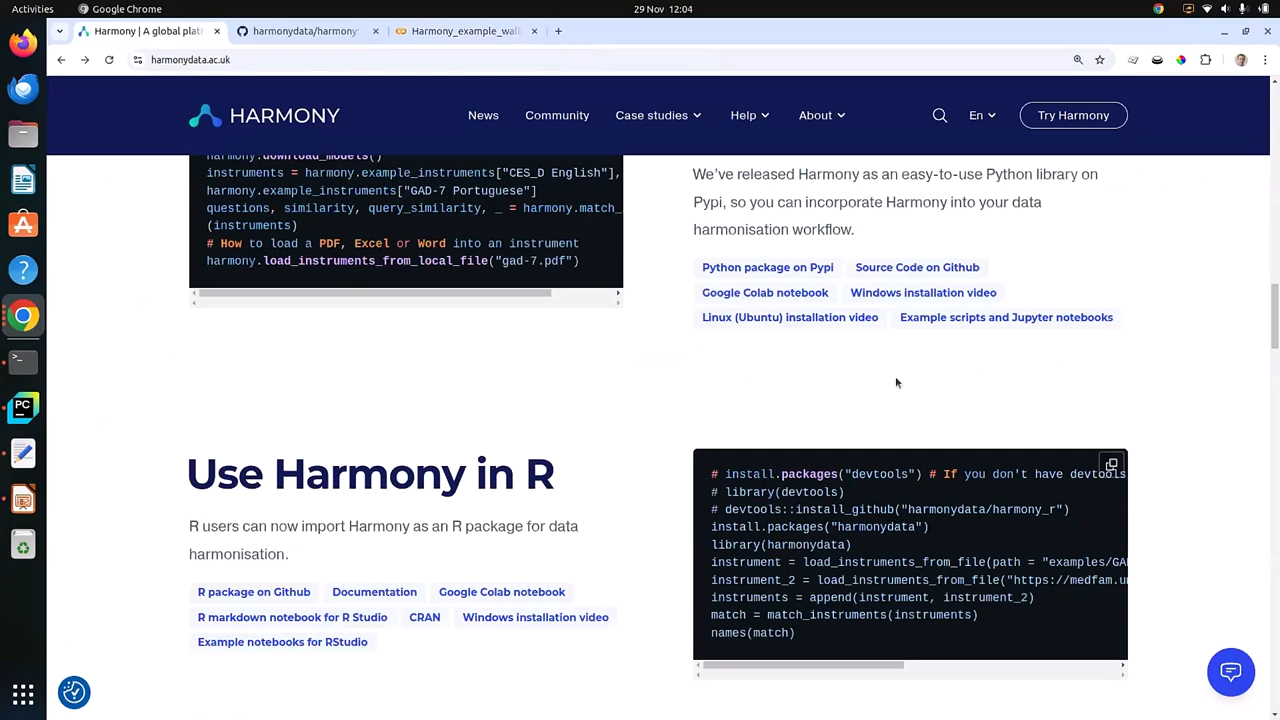 Activities
Google Chrome
29 Nov 12:04
Harmony | A global plat
harmonydata/harmony:
Harmony_example_wal
harmonydata.ac.uk
HARMONY
News
Community
Case studies
Help
About
En
Try Harmony
harmony.download_models()
instruments = harmony.example_instruments["CES_D English"],
harmony.example_instruments["GAD-7 Portuguese"]
questions, similarity, query_similarity, _ = harmony.match_
(instruments)
# How to load a PDF, Excel or Word into an instrument
harmony.load_instruments_from_local_file("gad-7.pdf")
We've released Harmony as an easy-to-use Python library on
Pypi, so you can incorporate Harmony into your data
harmonisation workflow.
Python package on Pypi
Source Code on Github
Google Colab notebook
Windows installation video
Linux (Ubuntu) installation video
Example scripts and Jupyter notebooks
Use Harmony in R
R users can now import Harmony as an R package for data
harmonisation.
R package on Github
Documentation
Google Colab notebook
R markdown notebook for R Studio
CRAN
Windows installation video
Example notebooks for RStudio
# install.packages("devtools") # If you don't have devtools
# library(devtools)
# devtools::install_github("harmonydata/harmony_r")
install.packages("harmonydata")
library(harmonydata)
instrument = load_instruments_from_file(path = "examples/GA
instrument_2 = load_instruments_from_file("https://medfam.u
instruments = append(instrument, instrument_2)
match = match_instruments(instruments)
names(match)